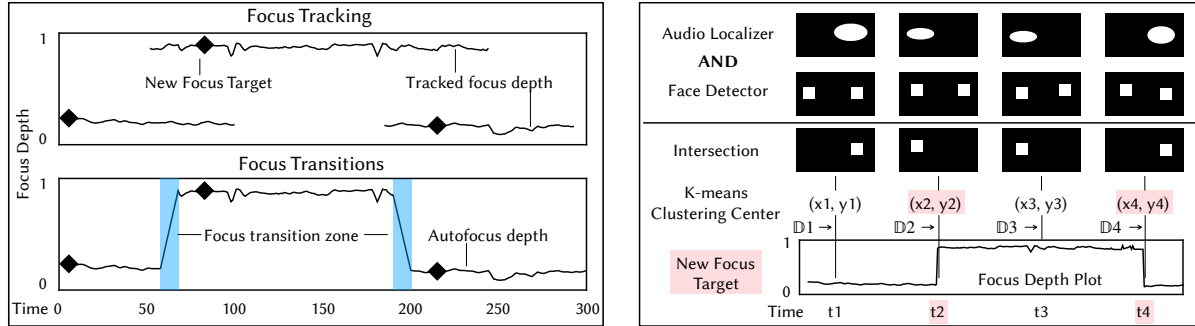 Focus Tracking
1
New Focus Target
Tracked focus depth
0
Focus Depth
Focus Transitions
1
Focus transition zone
Autofocus depth
0
Time 0 50 100 150 200 250 300
Audio Localizer
AND
Face Detector
Intersection
K-means
Clustering Center
(x1, y1) (x2, y2) (x3, y3) (x4, y4)
𝔻1 → 𝔻2 → 𝔻3 → 𝔻4 →
1
New Focus
Target
Focus Depth Plot
0
Time t1 t2 t3 t4